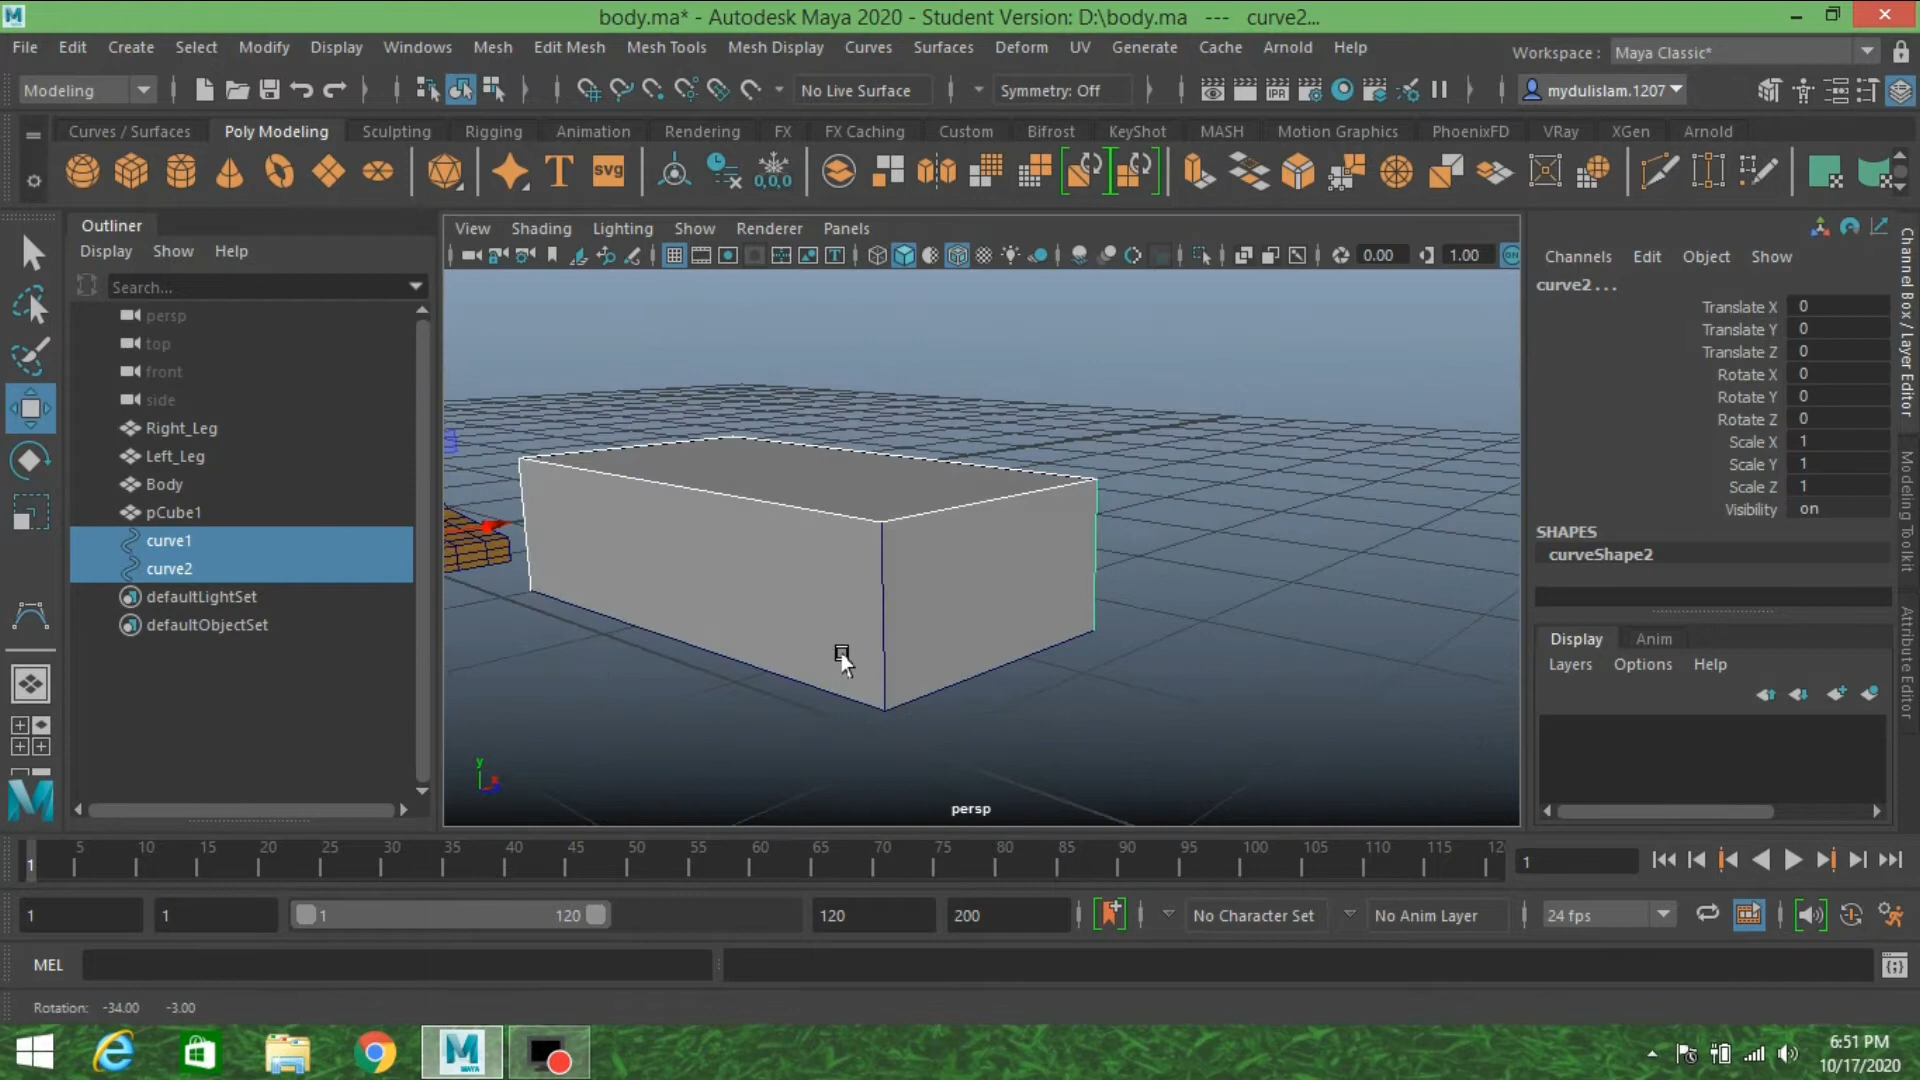 body.ma* - Autodesk Maya 2020 - Student Version: D:\body.ma --- curve2...
File Edit Create Select Modify Display Windows Mesh Edit Mesh Mesh Tools Mesh Display Curves Surfaces Deform UV Generate Cache Arnold Help
Workspace : Maya Classic*
Modeling No Live Surface Symmetry: Off IPR mydulislam.1207
Curves / Surfaces Poly Modeling Sculpting Rigging Animation Rendering FX FX Caching Custom Bifrost KeyShot MASH Motion Graphics PhoenixFD VRay XGen Arnold
T svg 0,0,0
Outliner
Display Show Help
Search...
persp
top
front
side
Right_Leg
Left_Leg
Body
pCube1
curve1
curve2
defaultLightSet
defaultObjectSet
View Shading Lighting Show Renderer Panels
0.00 1.00 ON
y
x
persp
Channels Edit Object Show
curve2 . . .
Translate X 0
Translate Y 0
Translate Z 0
Rotate X 0
Rotate Y 0
Rotate Z 0
Scale X 1
Scale Y 1
Scale Z 1
Visibility on
SHAPES
curveShape2
Display Anim
Layers Options Help
Channel Box / Layer Editor
Modeling Toolkit
Attribute Editor
5 10 15 20 25 30 35 40 45 50 55 60 65 70 75 80 85 90 95 100 105 110 115 12
1 1
1 1 1 120 120 200 No Character Set No Anim Layer 24 fps
MEL
Rotation: -34.00 -3.00
MAYA
6:51 PM
10/17/2020